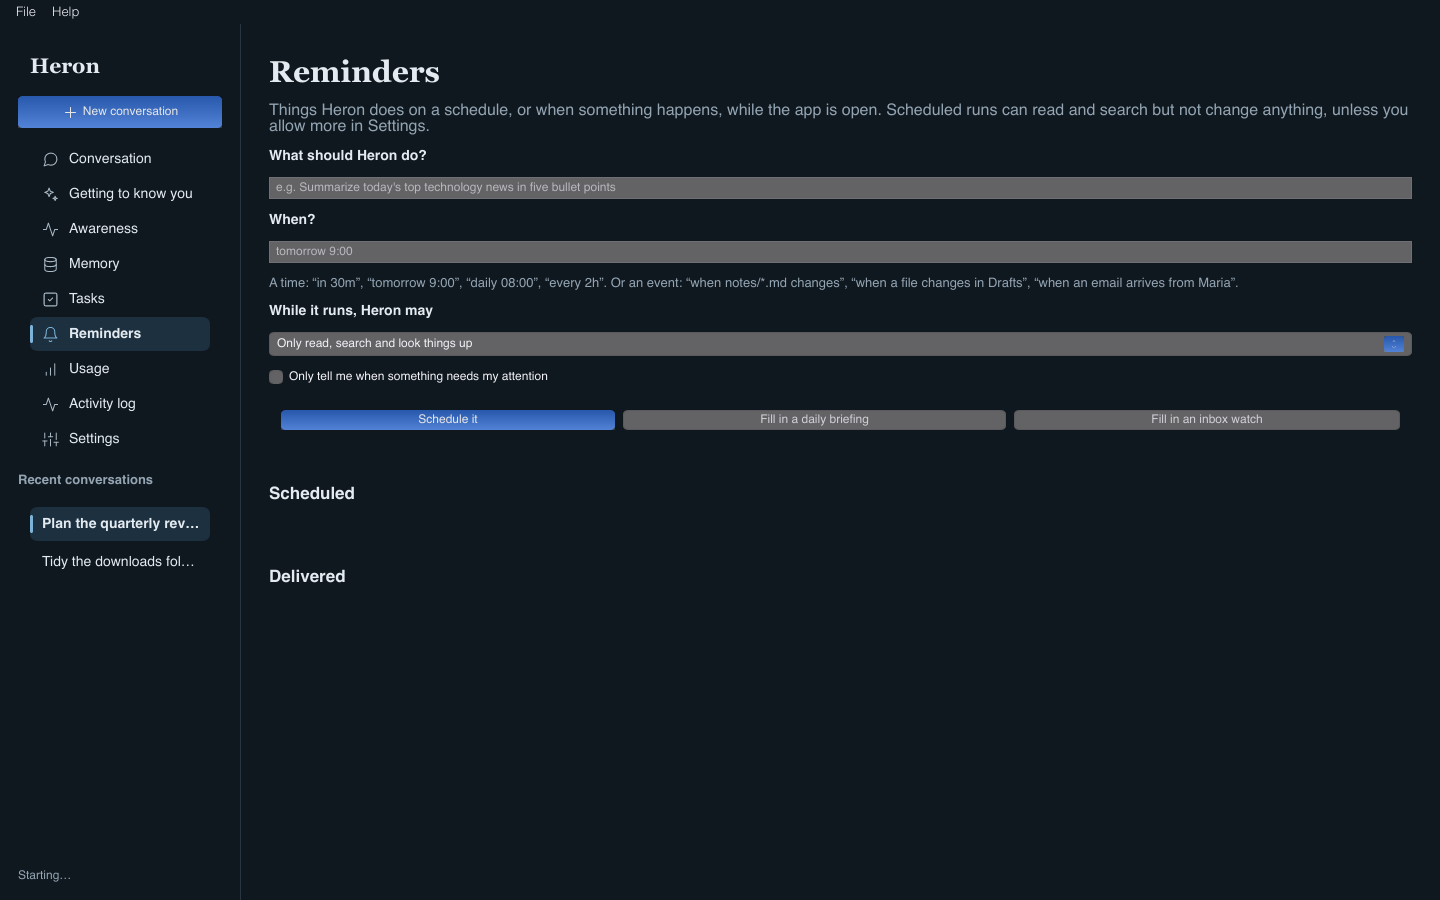 File Help
Heron
New conversation
Conversation
Getting to know you
Awareness
Memory
Tasks
Reminders
Usage
Activity log
Settings
Recent conversations
Plan the quarterly rev…
Tidy the downloads fol…
Starting…
Reminders
Things Heron does on a schedule, or when something happens, while the app is open. Scheduled runs can read and search but not change anything, unless you
allow more in Settings.
What should Heron do?
e.g. Summarize today's top technology news in five bullet points
When?
tomorrow 9:00
A time: “in 30m”, “tomorrow 9:00”, “daily 08:00”, “every 2h”. Or an event: “when notes/*.md changes”, “when a file changes in Drafts”, “when an email arrives from Maria”.
While it runs, Heron may
Only read, search and look things up
Only tell me when something needs my attention
Schedule it
Fill in a daily briefing
Fill in an inbox watch
Scheduled
Delivered